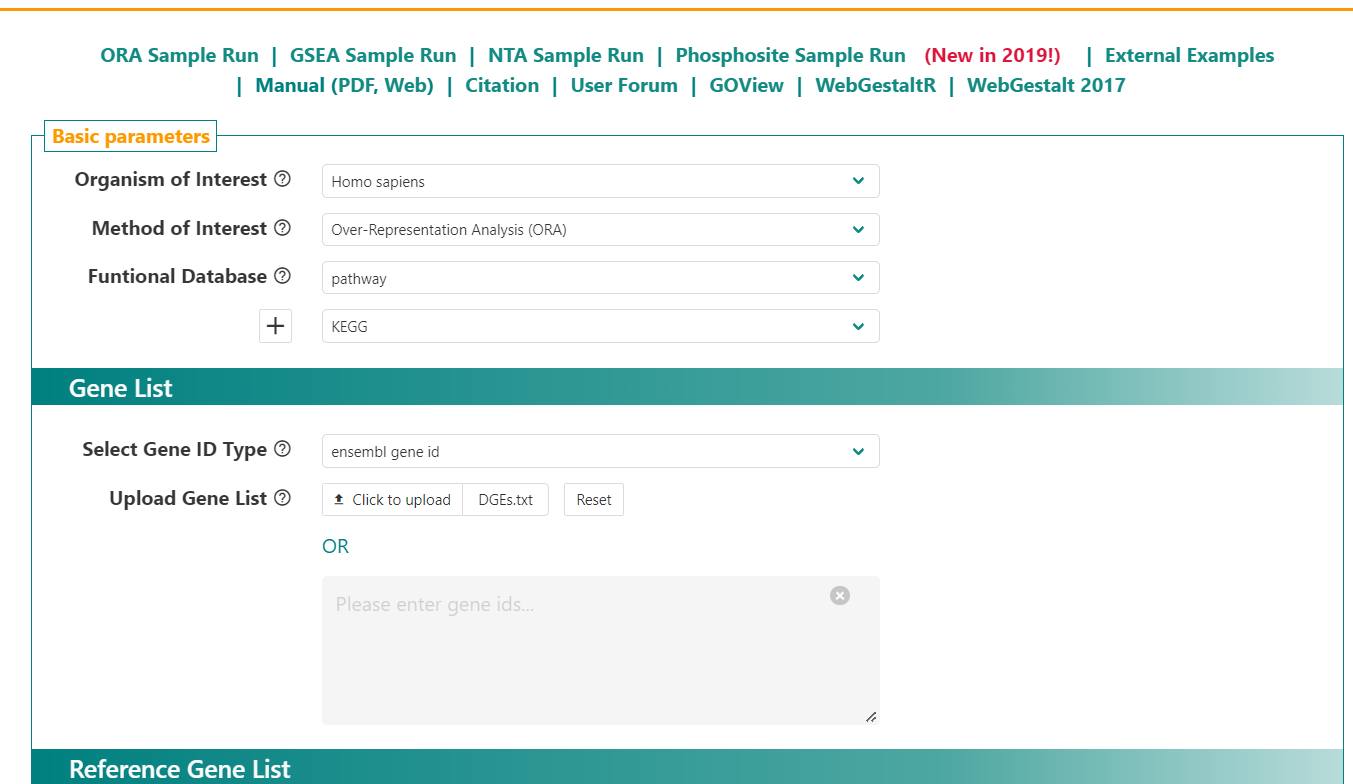 ORA Sample Run | GSEA Sample Run | NTA Sample Run | Phosphosite Sample Run (New in 2019!) | External Examples
| Manual (PDF, Web) | Citation | User Forum | GOView | WebGestaltR | WebGestalt 2017
Basic parameters
Organism of Interest
Homo sapiens
Method of Interest
Over-Representation Analysis (ORA)
Funtional Database
pathway
KEGG
Gene List
Select Gene ID Type
ensembl gene id
Upload Gene List
Click to upload
DGEs.txt
Reset
OR
Please enter gene ids...
Reference Gene List